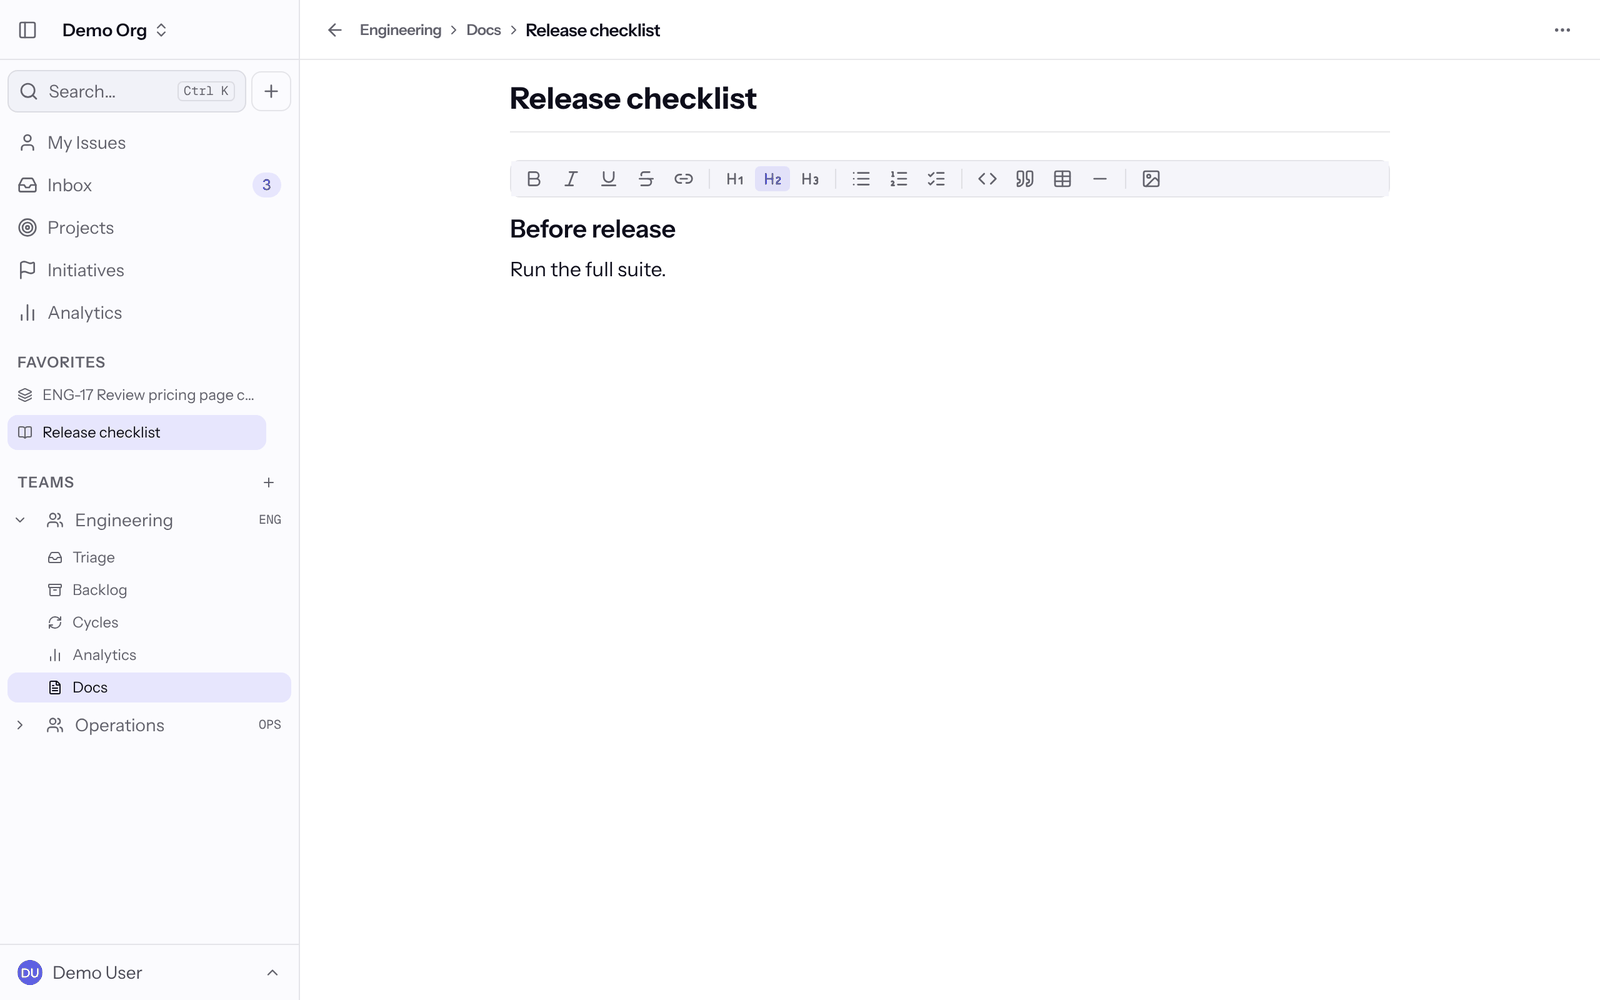 Demo Org
Engineering > Docs > Release checklist
Search... Ctrl K
My Issues
Inbox 3
Projects
Initiatives
Analytics
FAVORITES
ENG-17 Review pricing page c...
Release checklist
TEAMS
Engineering ENG
Triage
Backlog
Cycles
Analytics
Docs
Operations OPS
DU Demo User
Release checklist
B I U S H1 H2 H3
Before release
Run the full suite.